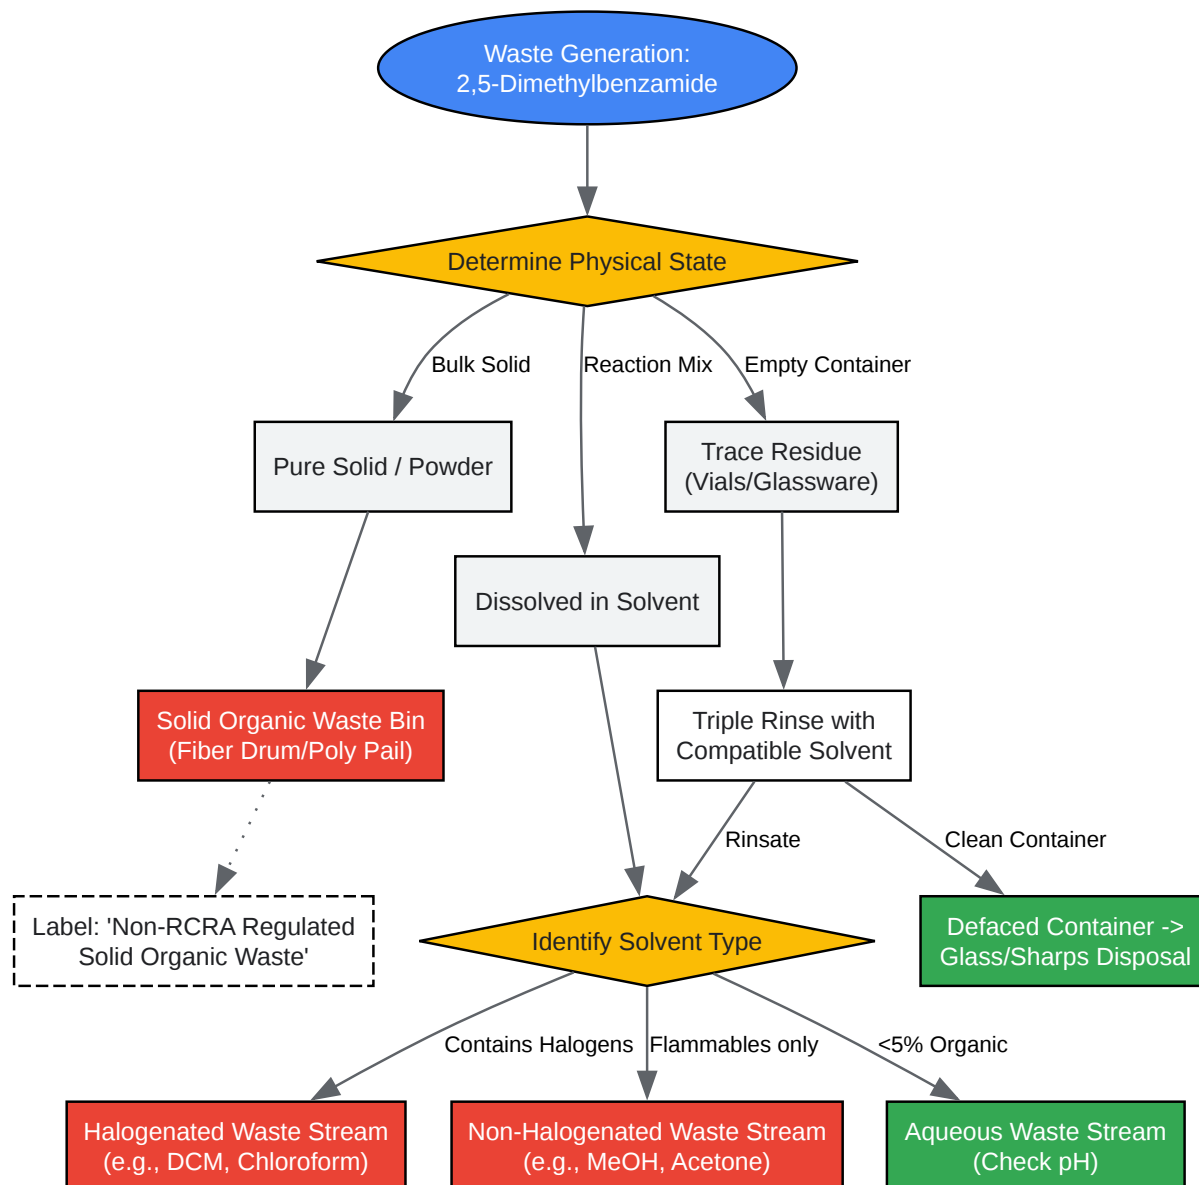 Waste Generation:
2,5-Dimethylbenzamide
Determine Physical State
Bulk Solid
Reaction Mix
Empty Container
Pure Solid / Powder
Trace Residue
(Vials/Glassware)
Dissolved in Solvent
Solid Organic Waste Bin
(Fiber Drum/Poly Pail)
Triple Rinse with
Compatible Solvent
Rinsate
Clean Container
Label: 'Non-RCRA Regulated
Solid Organic Waste'
Identify Solvent Type
Defaced Container ->
Glass/Sharps Disposal
Contains Halogens
Flammables only
<5% Organic
Halogenated Waste Stream
(e.g., DCM, Chloroform)
Non-Halogenated Waste Stream
(e.g., MeOH, Acetone)
Aqueous Waste Stream
(Check pH)